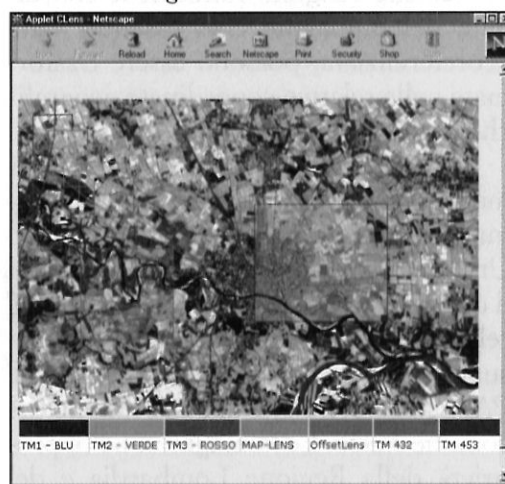 Applet CLens - Netscape
Reload Home Search Netscape Print Security Shop
TM1 - BLU TM2 - VERDE TM3 - ROSSO MAP-LENS OffsetLens TM 432 TM 453